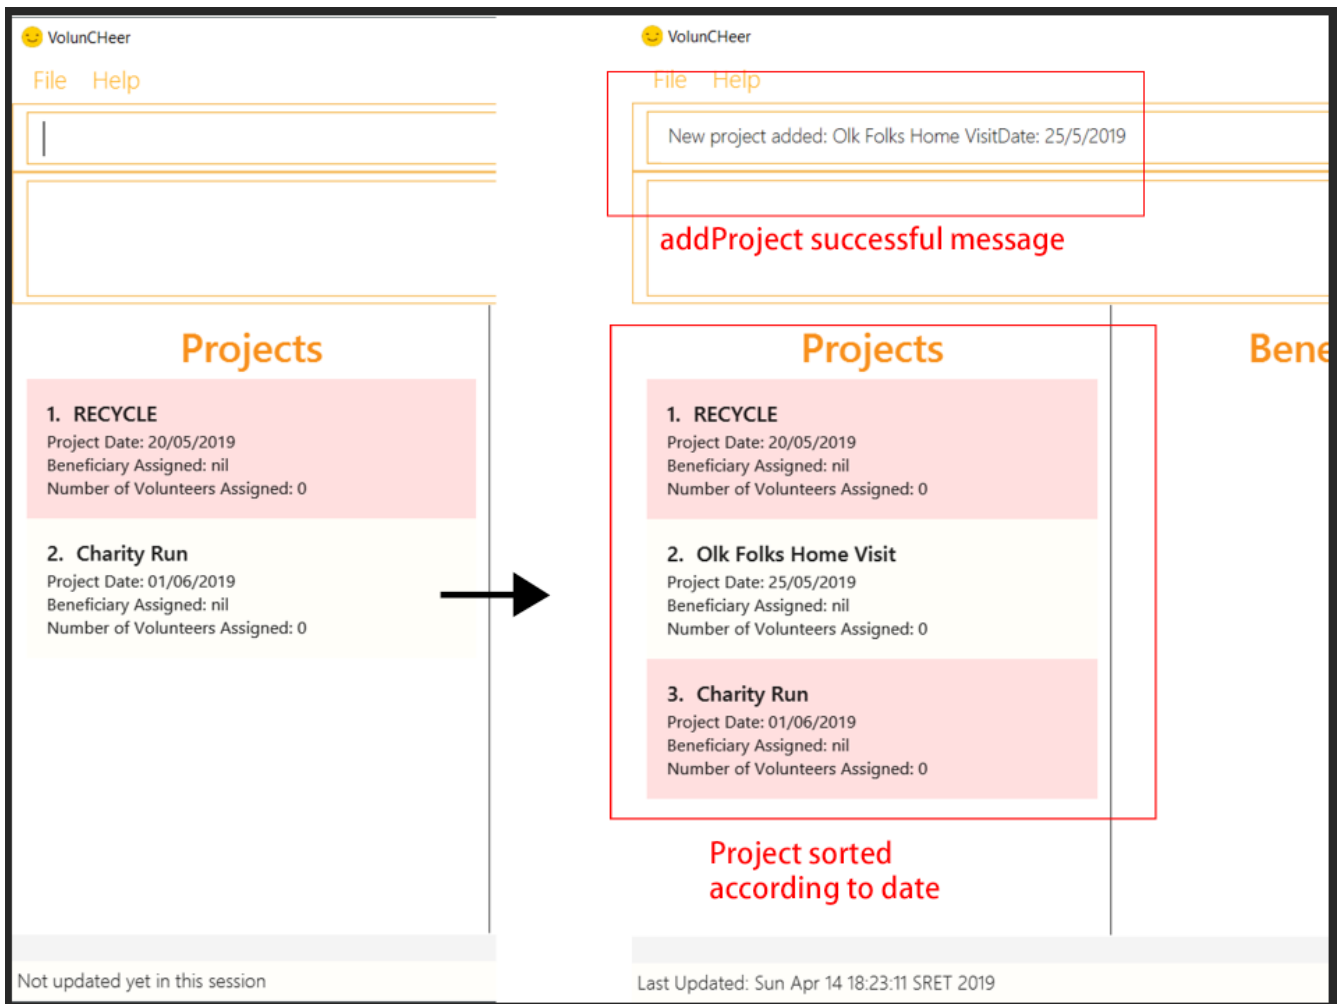 VolunCHeer
File Help
Projects
1. RECYCLE
Project Date: 20/05/2019
Beneficiary Assigned: nil
Number of Volunteers Assigned: 0
2. Charity Run
Project Date: 01/06/2019
Beneficiary Assigned: nil
Number of Volunteers Assigned: 0
Not updated yet in this session
VolunCHeer
File Help
New project added: Olk Folks Home VisitDate: 25/5/2019
addProject successful message
Projects
1. RECYCLE
Project Date: 20/05/2019
Beneficiary Assigned: nil
Number of Volunteers Assigned: 0
2. Olk Folks Home Visit
Project Date: 25/05/2019
Beneficiary Assigned: nil
Number of Volunteers Assigned: 0
3. Charity Run
Project Date: 01/06/2019
Beneficiary Assigned: nil
Number of Volunteers Assigned: 0
Project sorted
according to date
Bene
Last Updated: Sun Apr 14 18:23:11 SRET 2019